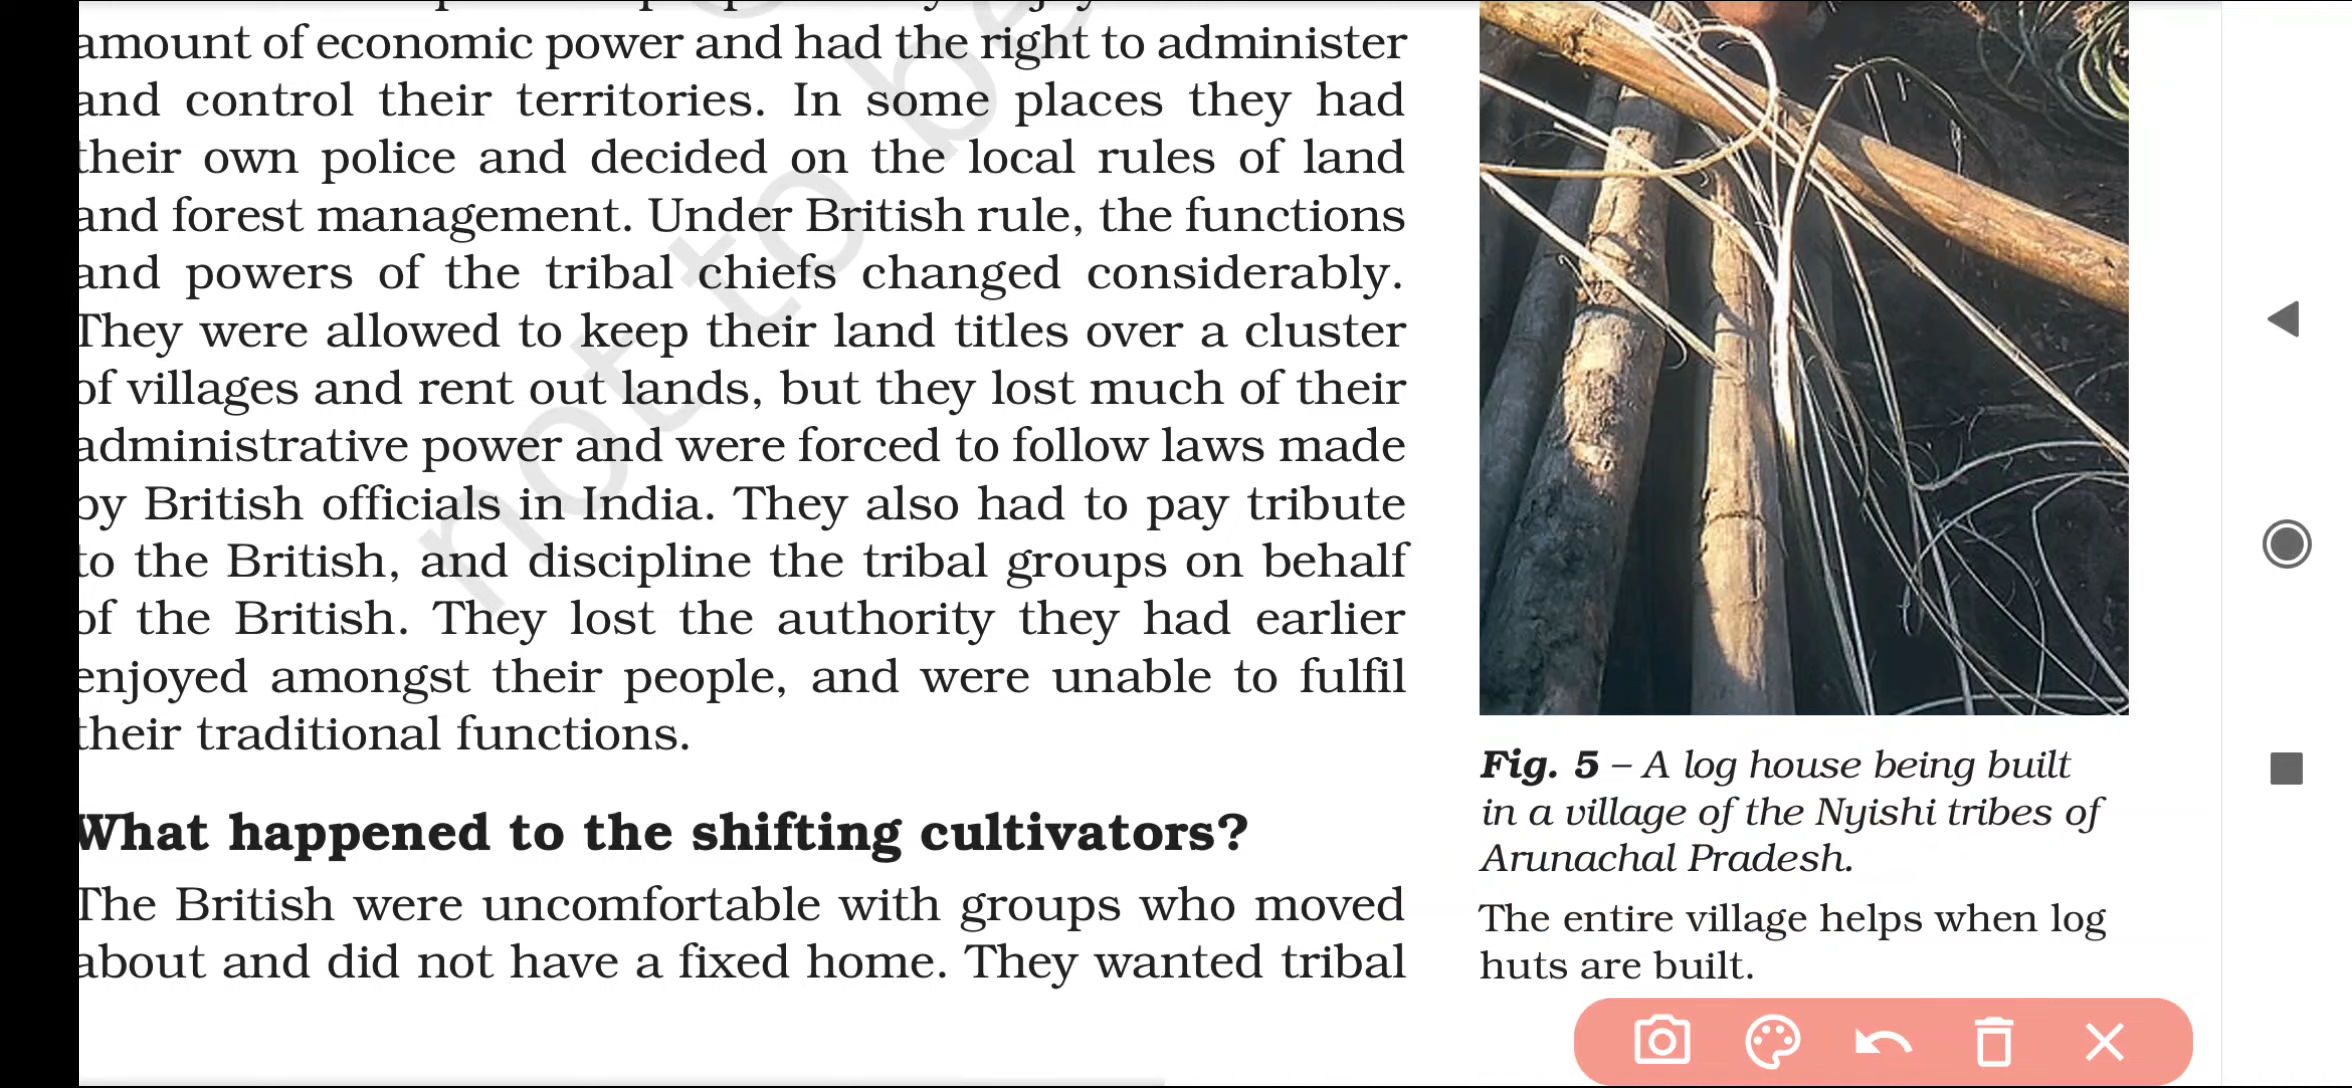 amount of economic power and had the right to administer
and control their territories. In some places they had
their own police and decided on the local rules of land
and forest management. Under British rule, the functions
and powers of the tribal chiefs changed considerably.
They were allowed to keep their land titles over a cluster
of villages and rent out lands, but they lost much of their
administrative power and were forced to follow laws made
by British officials in India. They also had to pay tribute
to the British, and discipline the tribal groups on behalf
of the British. They lost the authority they had earlier
enjoyed amongst their people, and were unable to fulfil
their traditional functions.
What happened to the shifting cultivators?
The British were uncomfortable with groups who moved
about and did not have a fixed home. They wanted tribal
not to be
Fig. 5 – A log house being built
in a village of the Nyishi tribes of
Arunachal Pradesh.
The entire village helps when log
huts are built.